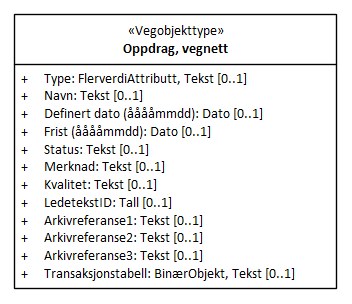 «Vegobjekttype»
Oppdrag, vegnett
+ Type: FlerverdiAttributt, Tekst [0..1]
+ Navn: Tekst [0..1]
+ Definert dato (ååååmmdd): Dato [0..1]
+ Frist (ååååmmdd): Dato [0..1]
+ Status: Tekst [0..1]
+ Merknad: Tekst [0..1]
+ Kvalitet: Tekst [0..1]
+ LedetekstID: Tall [0..1]
+ Arkivreferanse1: Tekst [0..1]
+ Arkivreferanse2: Tekst [0..1]
+ Arkivreferanse3: Tekst [0..1]
+ Transaksjonstabell: BinærObjekt, Tekst [0..1]